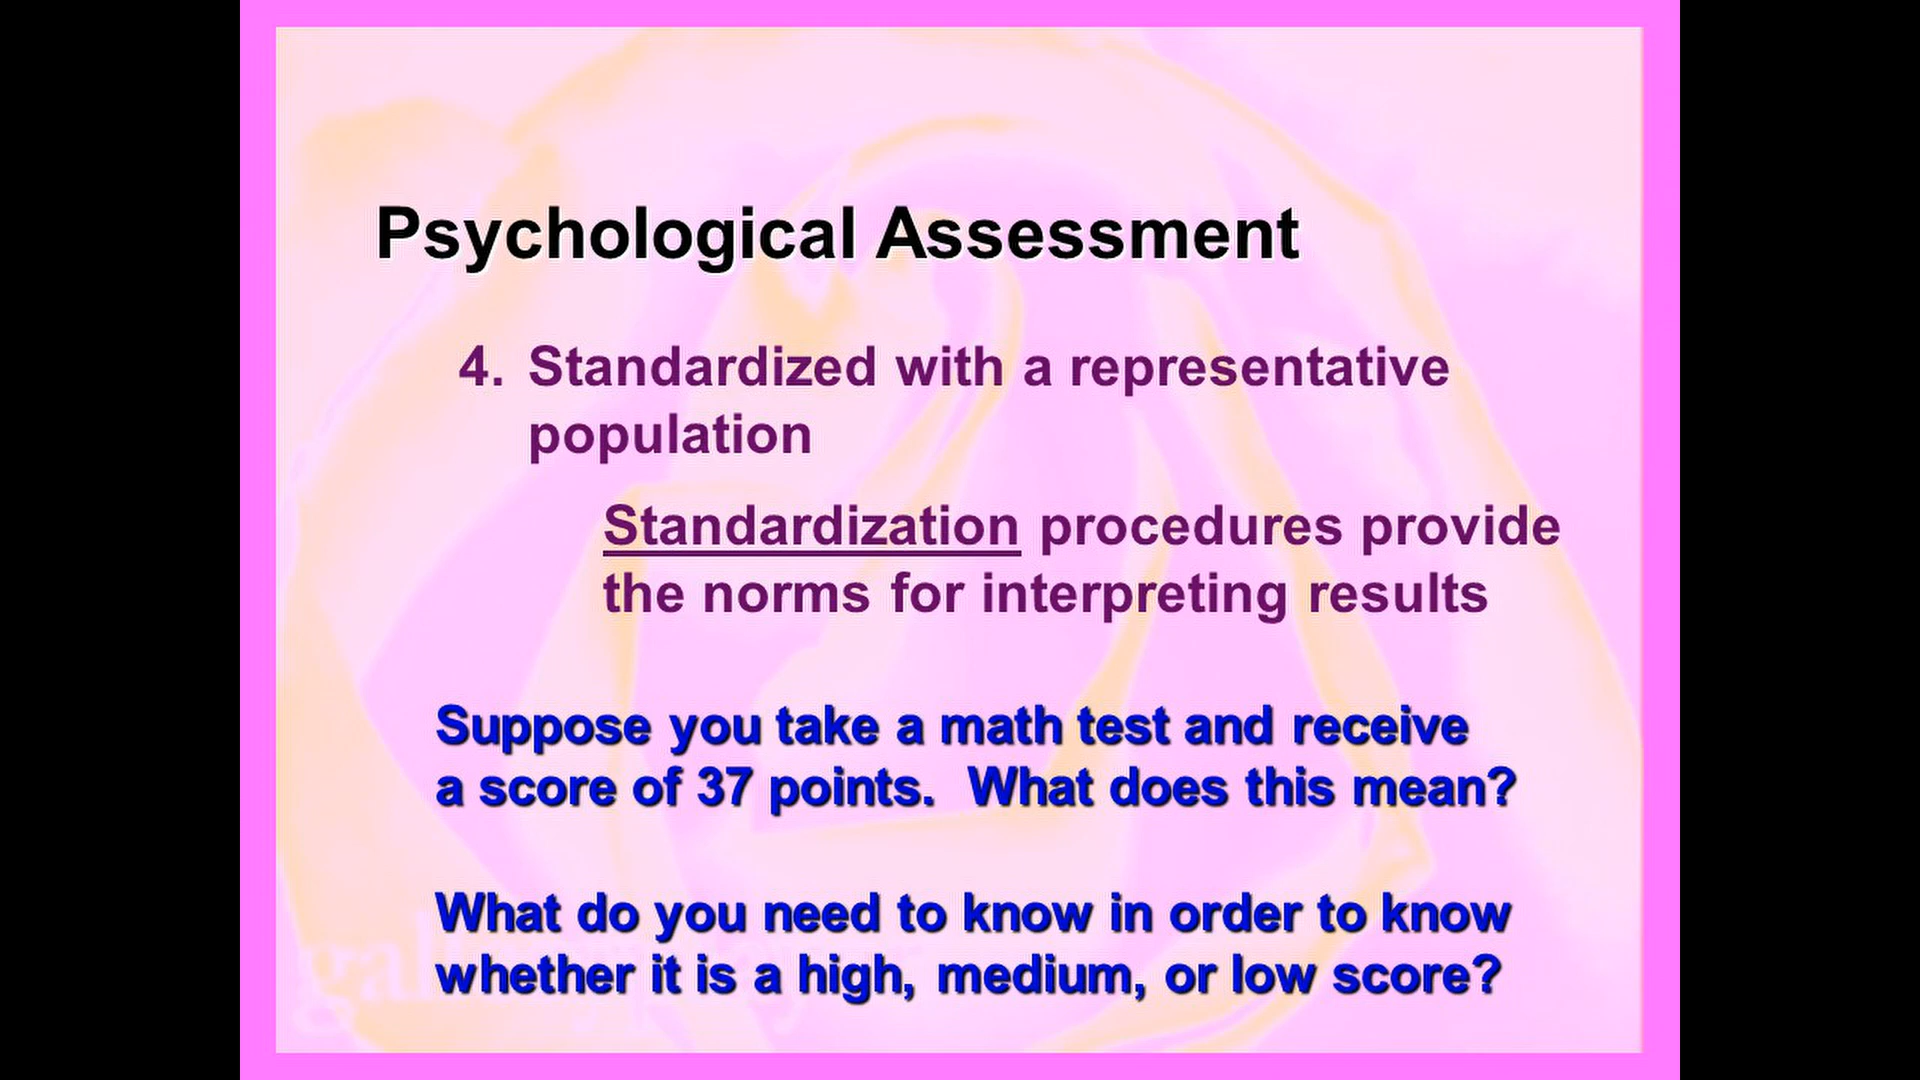 Psychological Assessment
4. Standardized with a representative
population
Standardization procedures provide
the norms for interpreting results
Suppose you take a math test and receive
a score of 37 points. What does this mean?
What do you need to know in order to know
whether it is a high, medium, or low score?